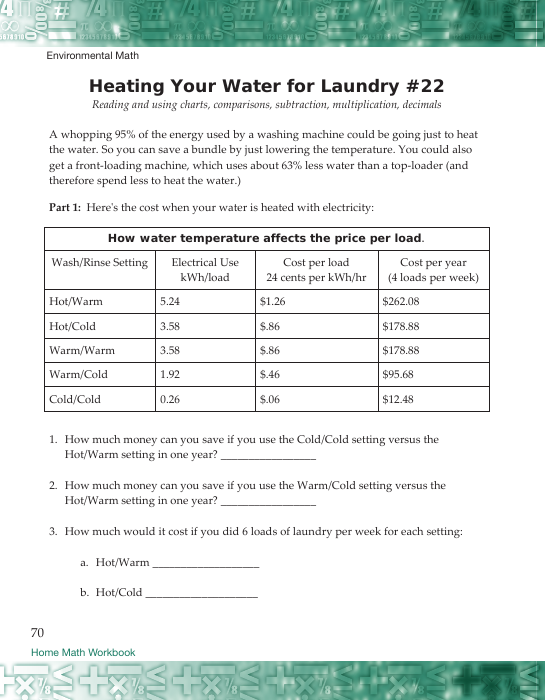 Environmental Math
Heating Your Water for Laundry #22
Reading and using charts, comparisons, subtraction, multiplication, decimals
A whopping 95% of the energy used by a washing machine could be going just to heat
the water. So you can save a bundle by just lowering the temperature. You could also
get a front-loading machine, which uses about 63% less water than a top-loader (and
therefore spend less to heat the water.)
Part 1: Here's the cost when your water is heated with electricity:
How water temperature affects the price per load.
Wash/Rinse Setting Electrical Use Cost per load Cost per year
kWh/load 24 cents per kWh/hr (4 loads per week)
Hot/Warm 5.24 $1.26 $262.08
Hot/Cold 3.58 $.86 $178.88
Warm/Warm 3.58 $.86 $178.88
Warm/Cold 1.92 $.46 $95.68
Cold/Cold 0.26 $.06 $12.48
1. How much money can you save if you use the Cold/Cold setting versus the
Hot/Warm setting in one year? _________________
2. How much money can you save if you use the Warm/Cold setting versus the
Hot/Warm setting in one year? _________________
3. How much would it cost if you did 6 loads of laundry per week for each setting:
a. Hot/Warm ___________________
b. Hot/Cold ____________________
70
Home Math Workbook